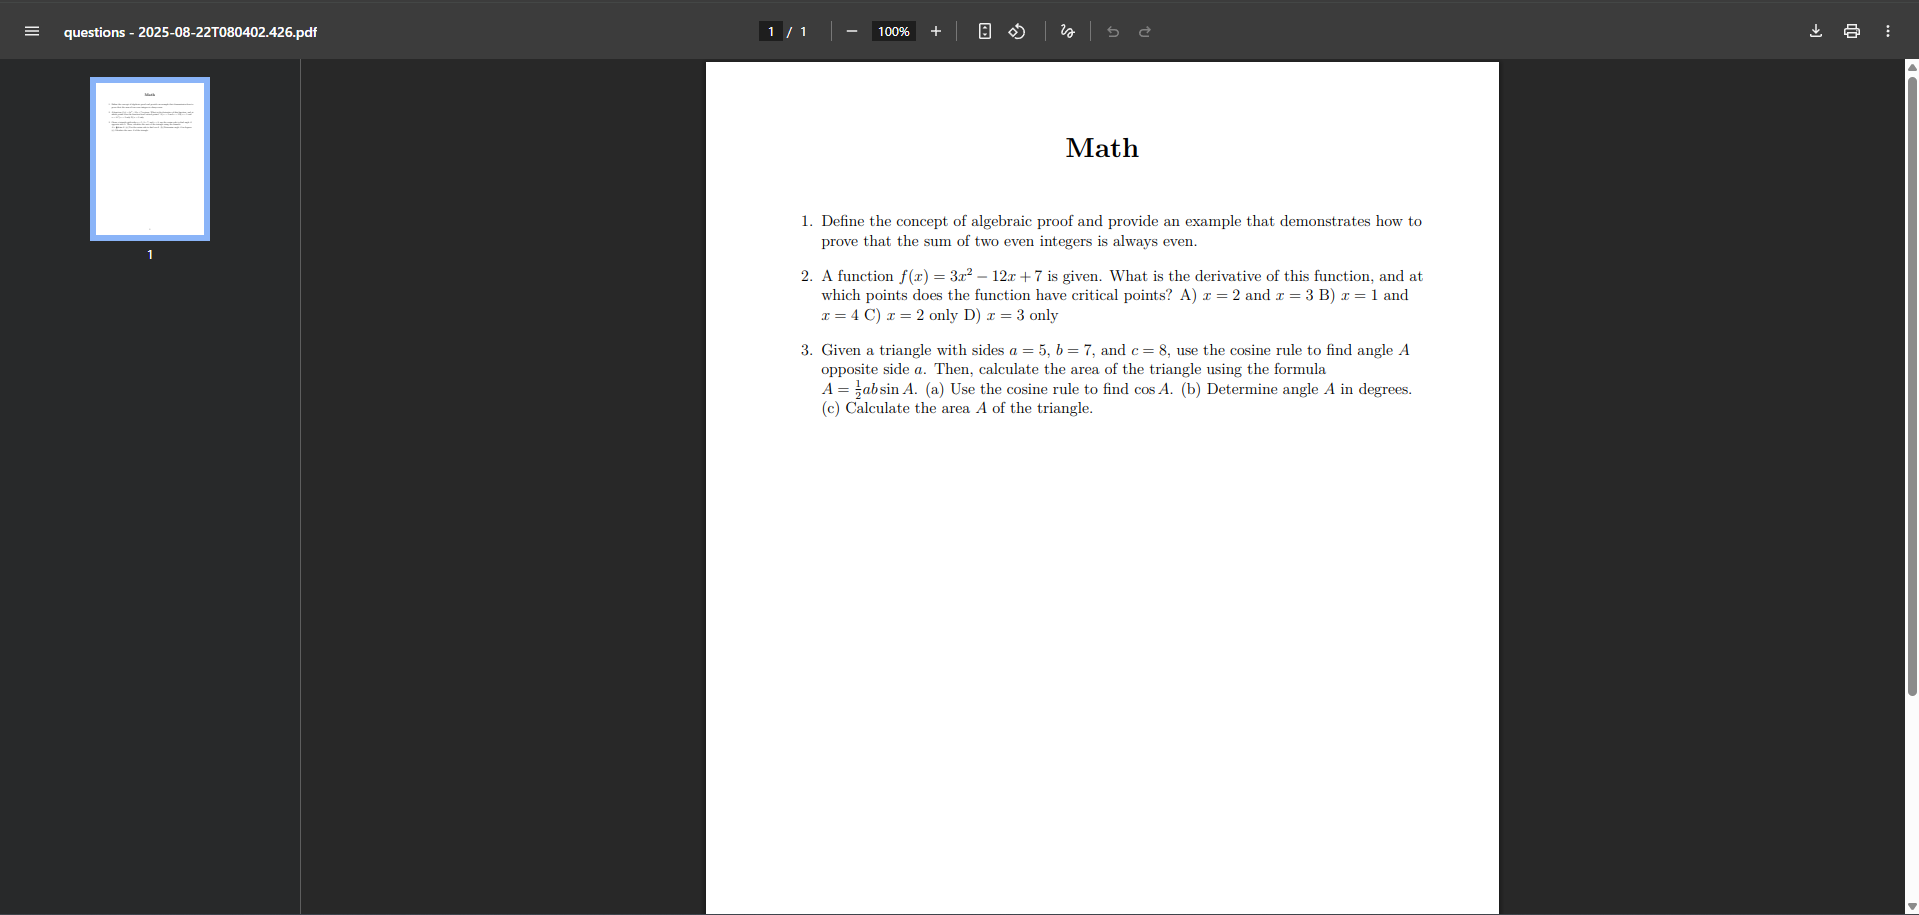 questions - 2025-08-22T080402.426.pdf
1 / 1
100%
1
Math
1. Define the concept of algebraic proof and provide an example that demonstrates how to
prove that the sum of two even integers is always even.
2. A function f(x) = 3x² − 12x + 7 is given. What is the derivative of this function, and at
which points does the function have critical points? A) x = 2 and x = 3 B) x = 1 and
x = 4 C) x = 2 only D) x = 3 only
3. Given a triangle with sides a = 5, b = 7, and c = 8, use the cosine rule to find angle A
opposite side a. Then, calculate the area of the triangle using the formula
A = ½ab sin A. (a) Use the cosine rule to find cos A. (b) Determine angle A in degrees.
(c) Calculate the area A of the triangle.